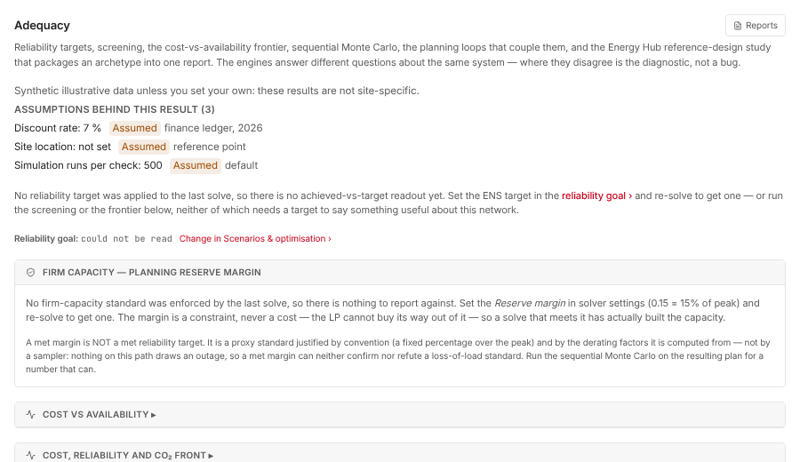 Adequacy
Reports
Reliability targets, screening, the cost-vs-availability frontier, sequential Monte Carlo, the planning loops that couple them, and the Energy Hub reference-design study
that packages an archetype into one report. The engines answer different questions about the same system — where they disagree is the diagnostic, not a bug.
Synthetic illustrative data unless you set your own: these results are not site-specific.
ASSUMPTIONS BEHIND THIS RESULT (3)
Discount rate: 7 % Assumed finance ledger, 2026
Site location: not set Assumed reference point
Simulation runs per check: 500 Assumed default
No reliability target was applied to the last solve, so there is no achieved-vs-target readout yet. Set the ENS target in the reliability goal › and re-solve to get one — or run
the screening or the frontier below, neither of which needs a target to say something useful about this network.
Reliability goal: could not be read Change in Scenarios & optimisation ›
FIRM CAPACITY — PLANNING RESERVE MARGIN
No firm-capacity standard was enforced by the last solve, so there is nothing to report against. Set the Reserve margin in solver settings (0.15 = 15% of peak) and
re-solve to get one. The margin is a constraint, never a cost — the LP cannot buy its way out of it — so a solve that meets it has actually built the capacity.
A met margin is NOT a met reliability target. It is a proxy standard justified by convention (a fixed percentage over the peak) and by the derating factors it is computed from — not by
a sampler: nothing on this path draws an outage, so a met margin can neither confirm nor refute a loss-of-load standard. Run the sequential Monte Carlo on the resulting plan for a
number that can.
COST VS AVAILABILITY ▸
COST, RELIABILITY AND CO₂ FRONT ▸